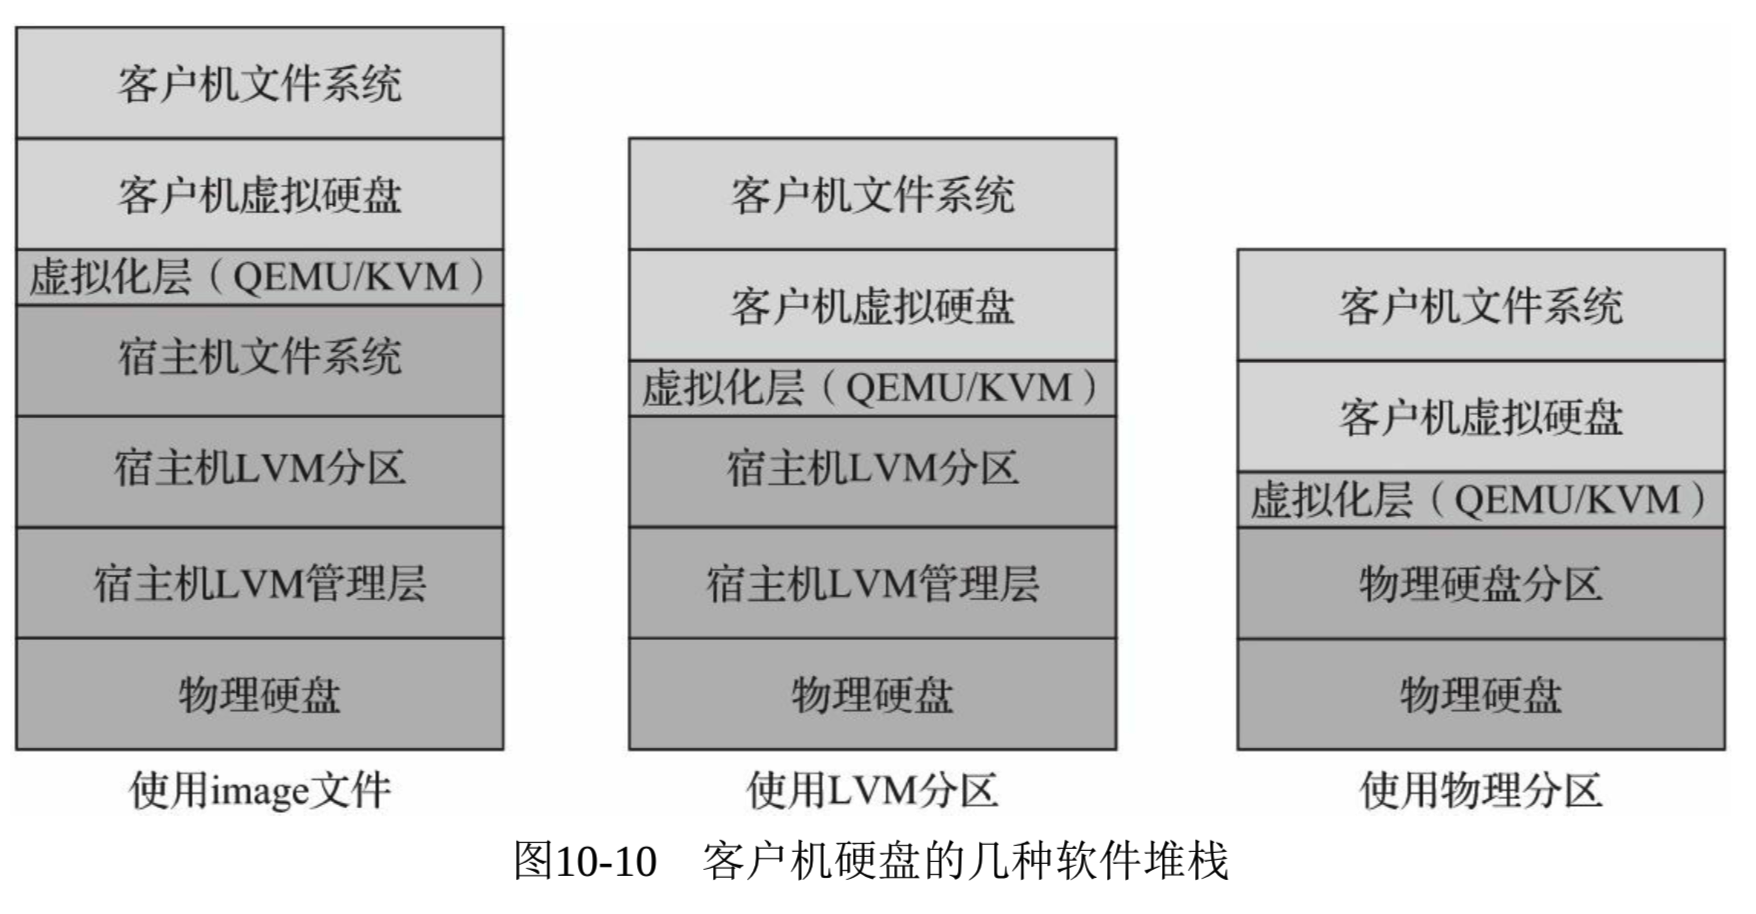 客户机文件系统
客户机虚拟硬盘
虚拟化层（QEMU/KVM）
宿主机文件系统
宿主机LVM分区
宿主机LVM管理层
物理硬盘
使用image文件
客户机文件系统
客户机虚拟硬盘
虚拟化层（QEMU/KVM）
宿主机LVM分区
宿主机LVM管理层
物理硬盘
使用LVM分区
客户机文件系统
客户机虚拟硬盘
虚拟化层（QEMU/KVM）
物理硬盘分区
物理硬盘
使用物理分区
图10-10　客户机硬盘的几种软件堆栈